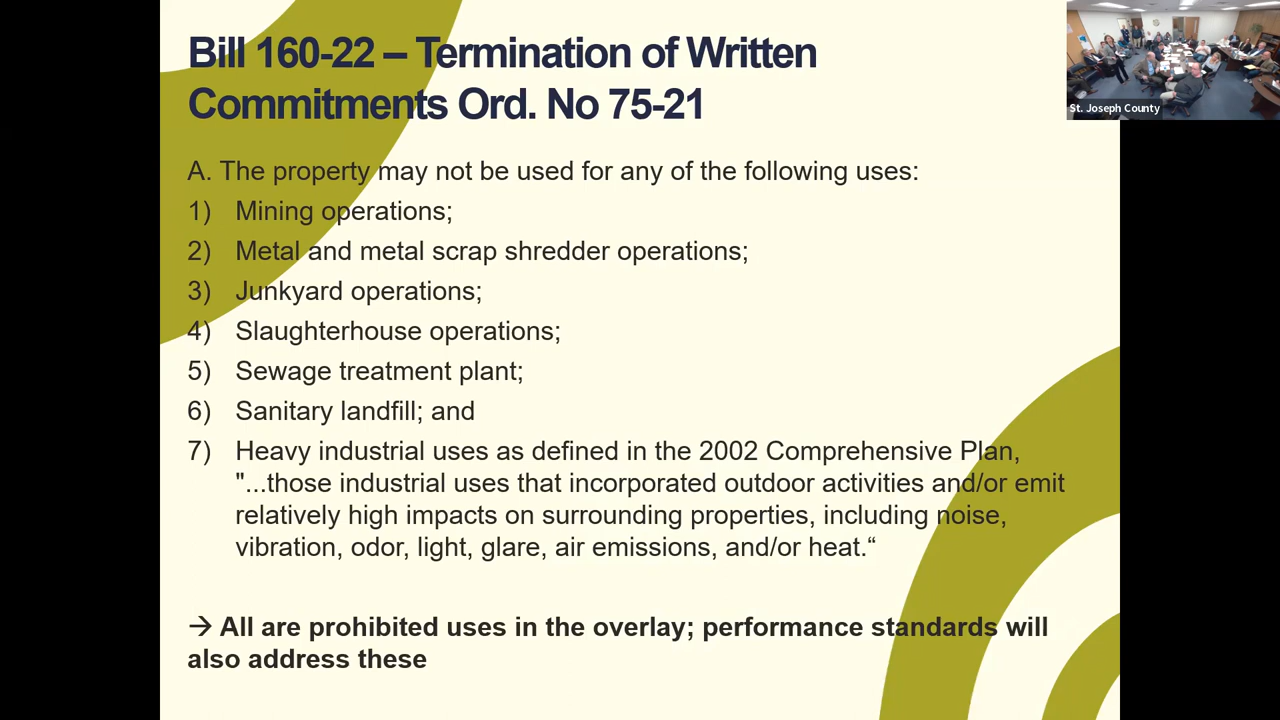 Bill 160-22 – Termination of Written
Commitments Ord. No 75-21
St. Joseph County
A. The property may not be used for any of the following uses:
1) Mining operations;
2) Metal and metal scrap shredder operations;
3) Junkyard operations;
4) Slaughterhouse operations;
5) Sewage treatment plant;
6) Sanitary landfill; and
7) Heavy industrial uses as defined in the 2002 Comprehensive Plan,
"...those industrial uses that incorporated outdoor activities and/or emit
relatively high impacts on surrounding properties, including noise,
vibration, odor, light, glare, air emissions, and/or heat.“
→ All are prohibited uses in the overlay; performance standards will
also address these